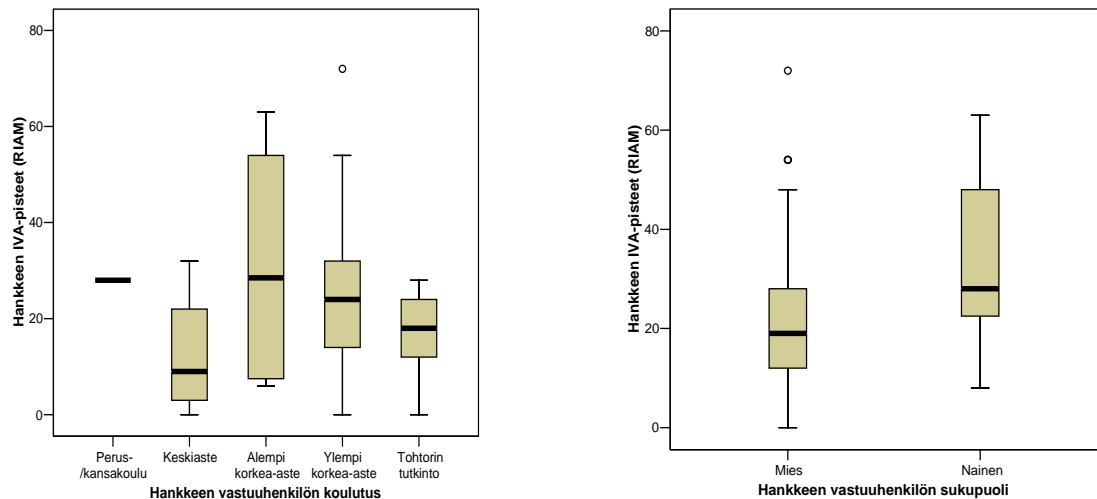 Hankkeen IVA-pisteet (RIAM)
80
60
40
20
0
Perus-
/kansakoulu
Keskiaste
Alempi
korkea-aste
Ylempi
korkea-aste
Tohtorin
tutkinto
Hankkeen vastuuhenkilön koulutus
Hankkeen IVA-pisteet (RIAM)
80
60
40
20
0
Mies
Nainen
Hankkeen vastuuhenkilön sukupuoli